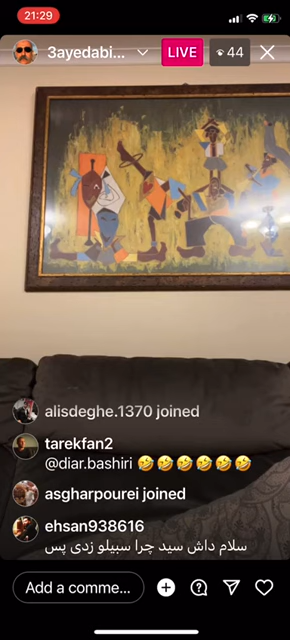 21:29
3ayedabi...
LIVE
44
alisdeghe.1370 joined
tarekfan2
@diar.bashiri 🤣🤣🤣🤣🤣🤣
asgharpourei joined
ehsan938616
سلام داش سید چرا سبیلو زدی پس
Add a comme...